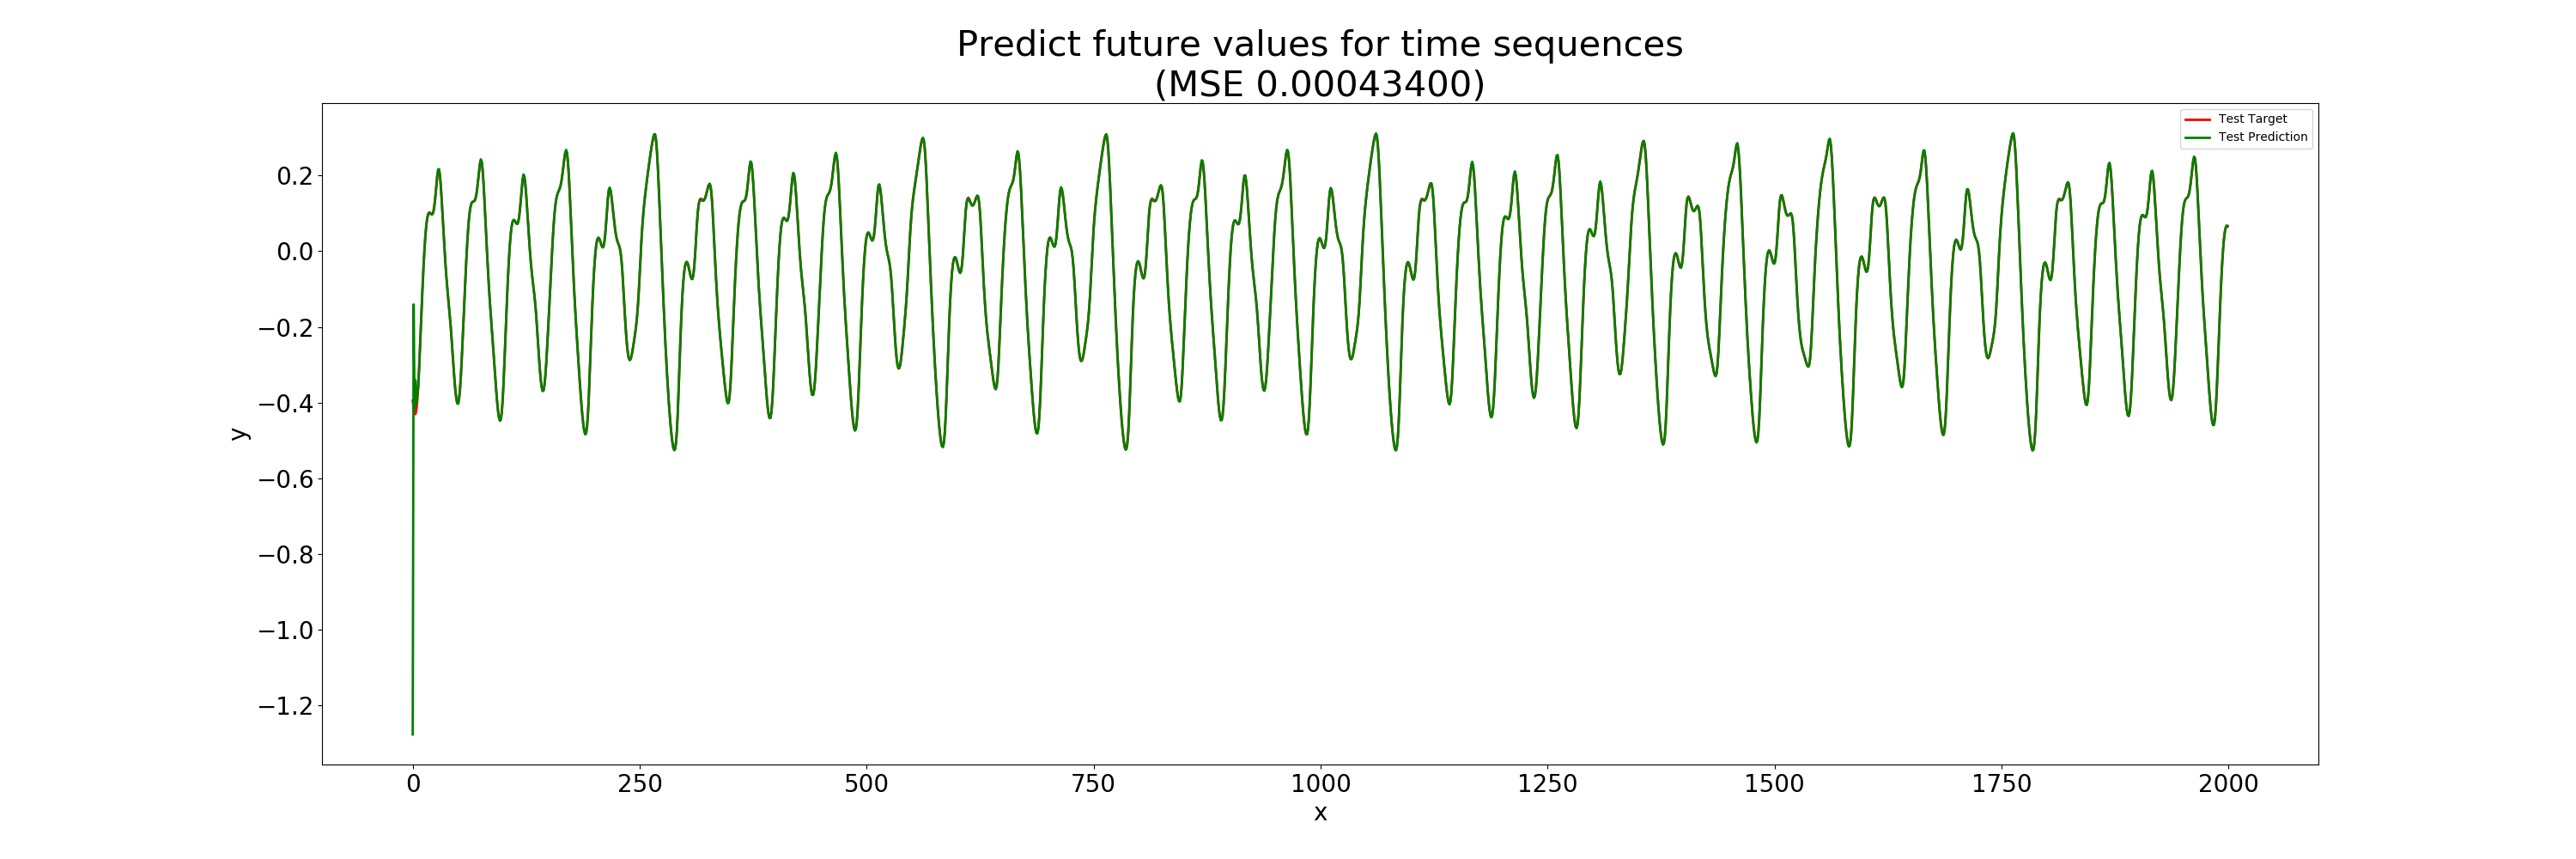 Predict future values for time sequences
(MSE 0.00043400)
Test Target
Test Prediction
0.2
0.0
−0.2
−0.4
−0.6
−0.8
−1.0
−1.2
y
0 250 500 750 1000 1250 1500 1750 2000
x